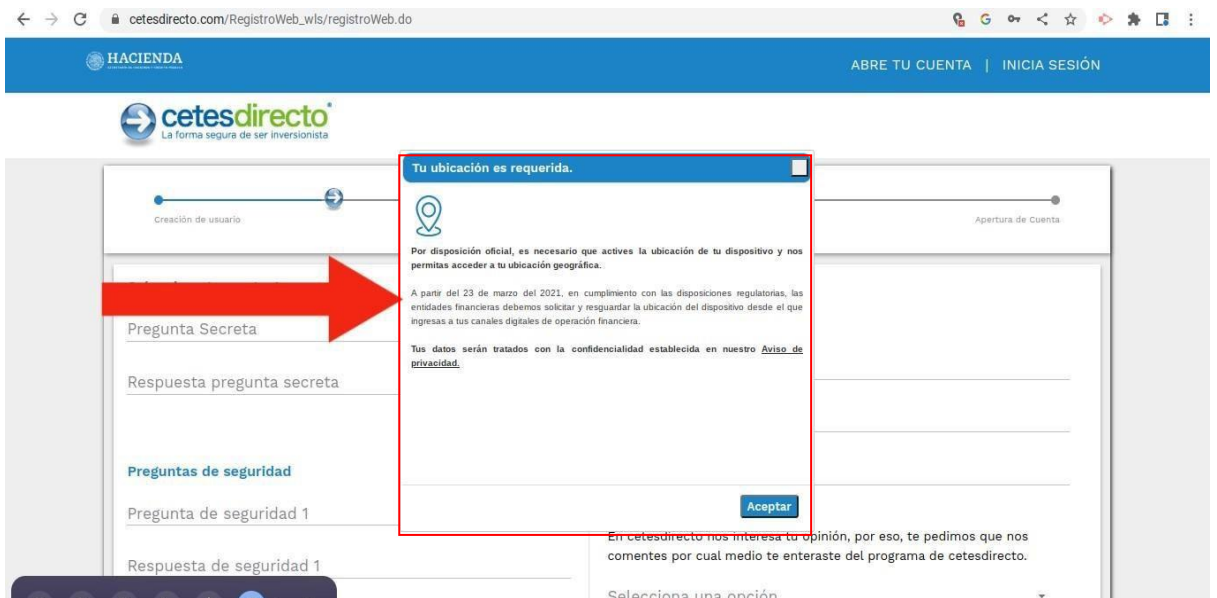 cetesdirecto.com/RegistroWeb_wls/registroWeb.do
HACIENDA
ABRE TU CUENTA | INICIA SESIÓN
cetesdirecto
La forma segura de ser inversionista
Creación de usuario
Apertura de Cuenta
Tu ubicación es requerida.
Por disposición oficial, es necesario que actives la ubicación de tu dispositivo y nos
permitas acceder a tu ubicación geográfica.
A partir del 23 de marzo del 2021, en cumplimiento con las disposiciones regulatorias, las
entidades financieras debemos solicitar y resguardar la ubicación del dispositivo desde el que
ingresas a tus canales digitales de operación financiera.
Tus datos serán tratados con la confidencialidad establecida en nuestro Aviso de
privacidad.
Aceptar
Pregunta Secreta
Respuesta pregunta secreta
Preguntas de seguridad
Pregunta de seguridad 1
Respuesta de seguridad 1
En cetesdirecto nos interesa tu opinión, por eso, te pedimos que nos
comentes por cual medio te enteraste del programa de cetesdirecto.
Selecciona una opción